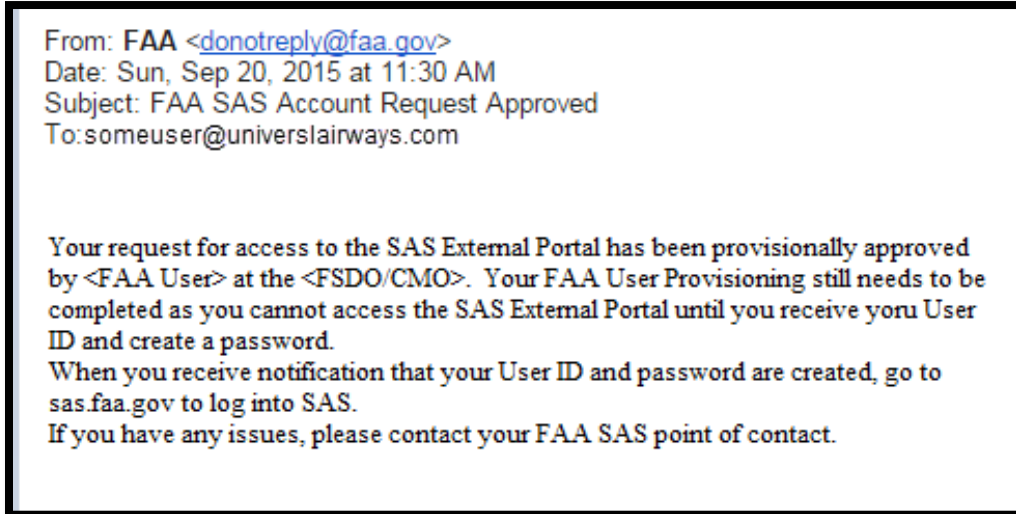 From: FAA <donotreply@faa.gov>
Date: Sun, Sep 20, 2015 at 11:30 AM
Subject: FAA SAS Account Request Approved
To:someuser@universlairways.com
Your request for access to the SAS External Portal has been provisionally approved
by <FAA User> at the <FSDO/CMO>.  Your FAA User Provisioning still needs to be
completed as you cannot access the SAS External Portal until you receive yoru User
ID and create a password.
When you receive notification that your User ID and password are created, go to
sas.faa.gov to log into SAS.
If you have any issues, please contact your FAA SAS point of contact.